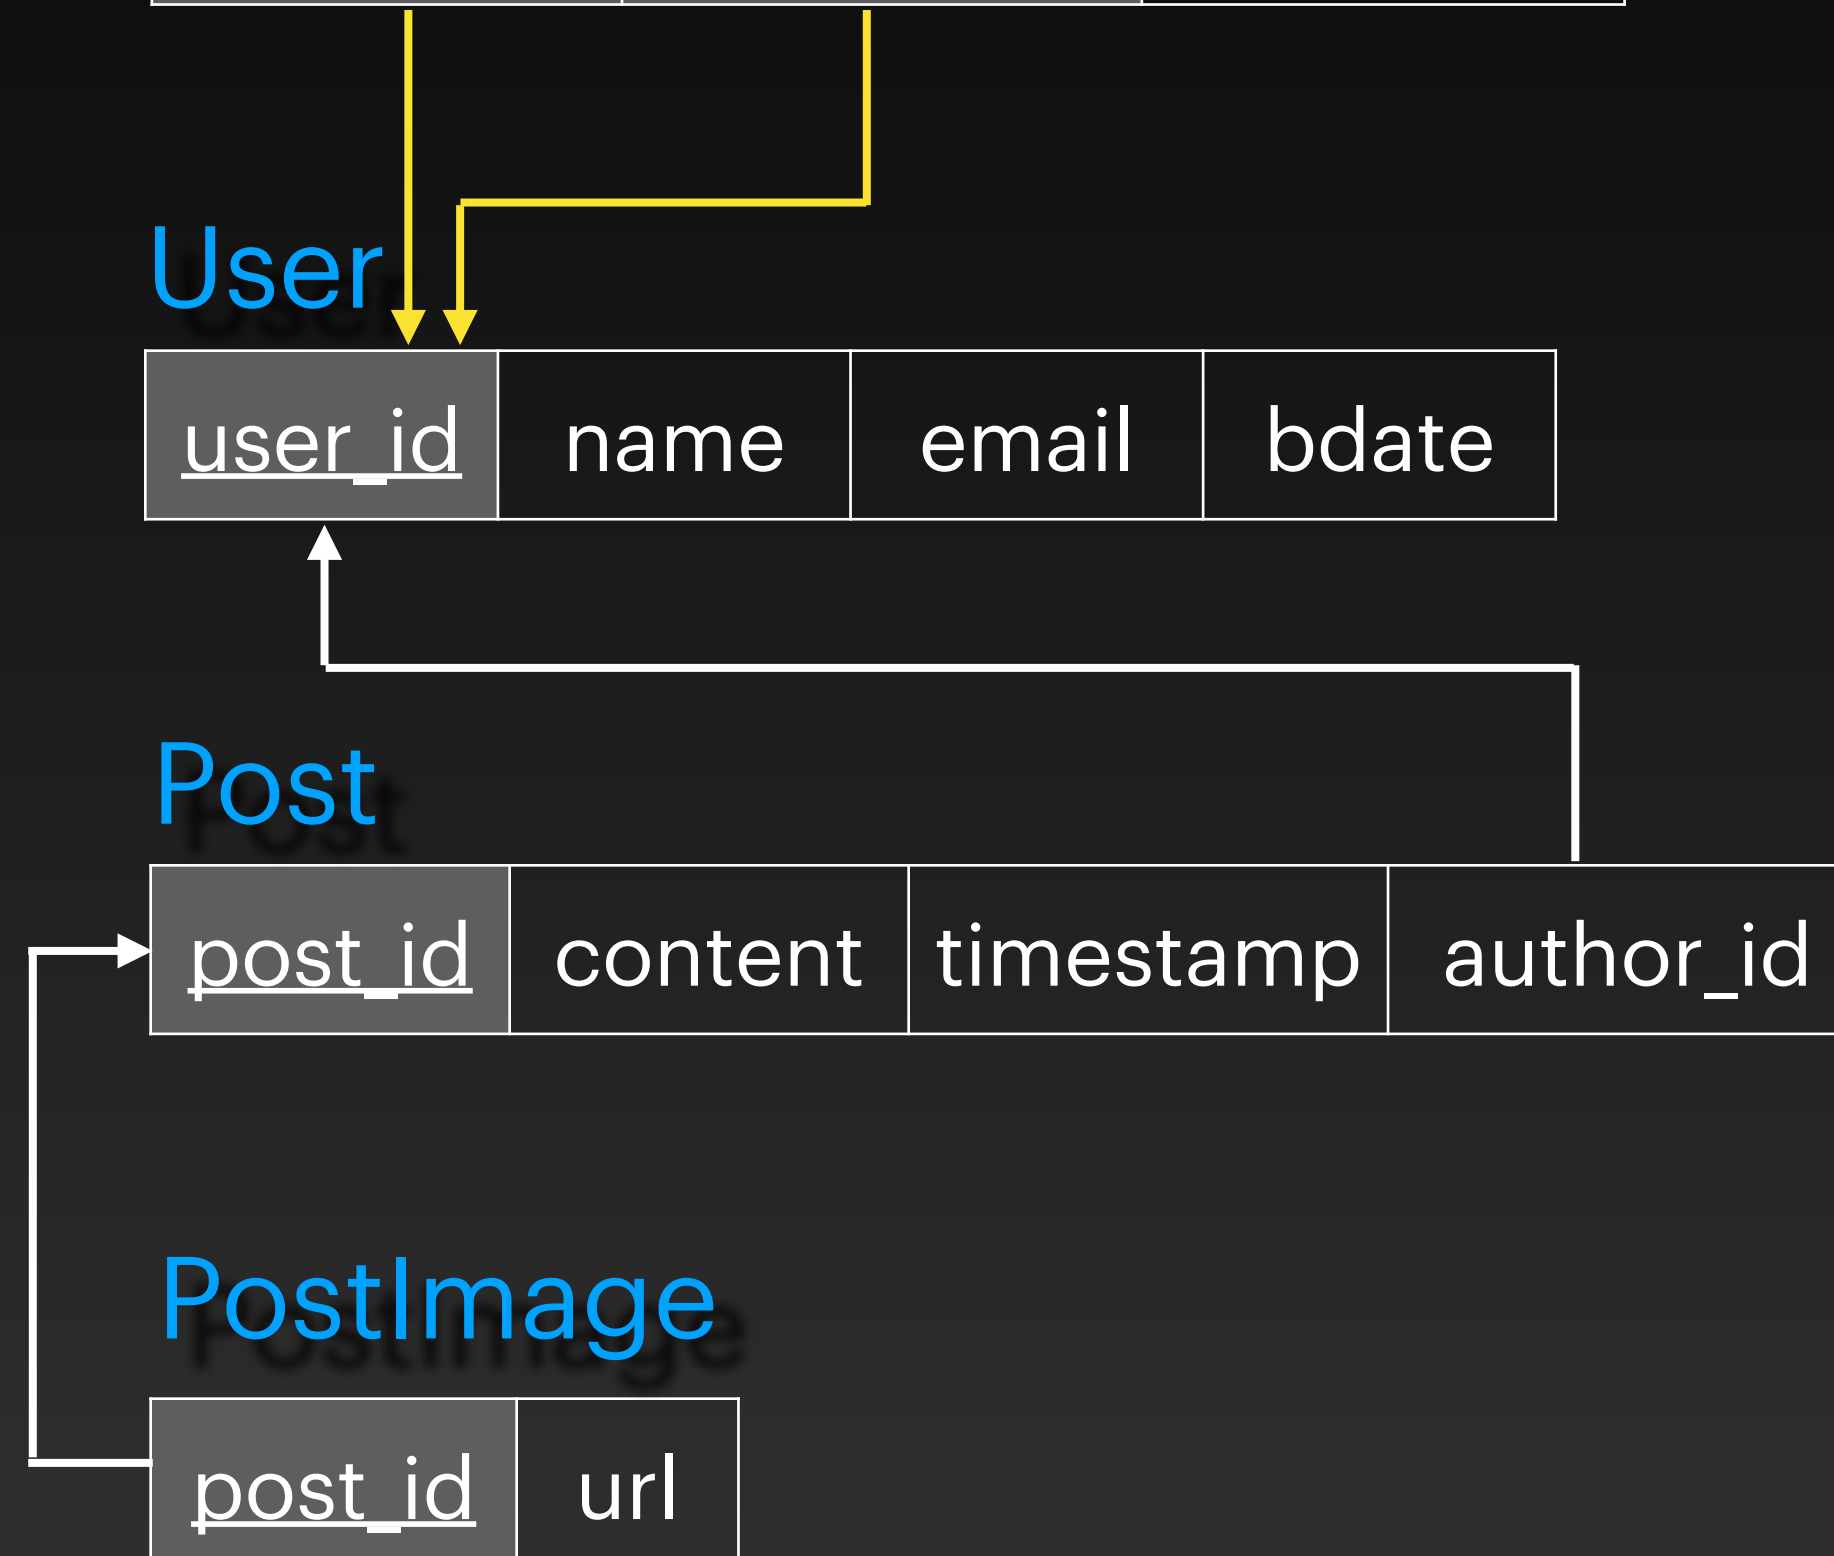 User
user_id name email bdate
Post
post_id content timestamp author_id
PostImage
post_id url